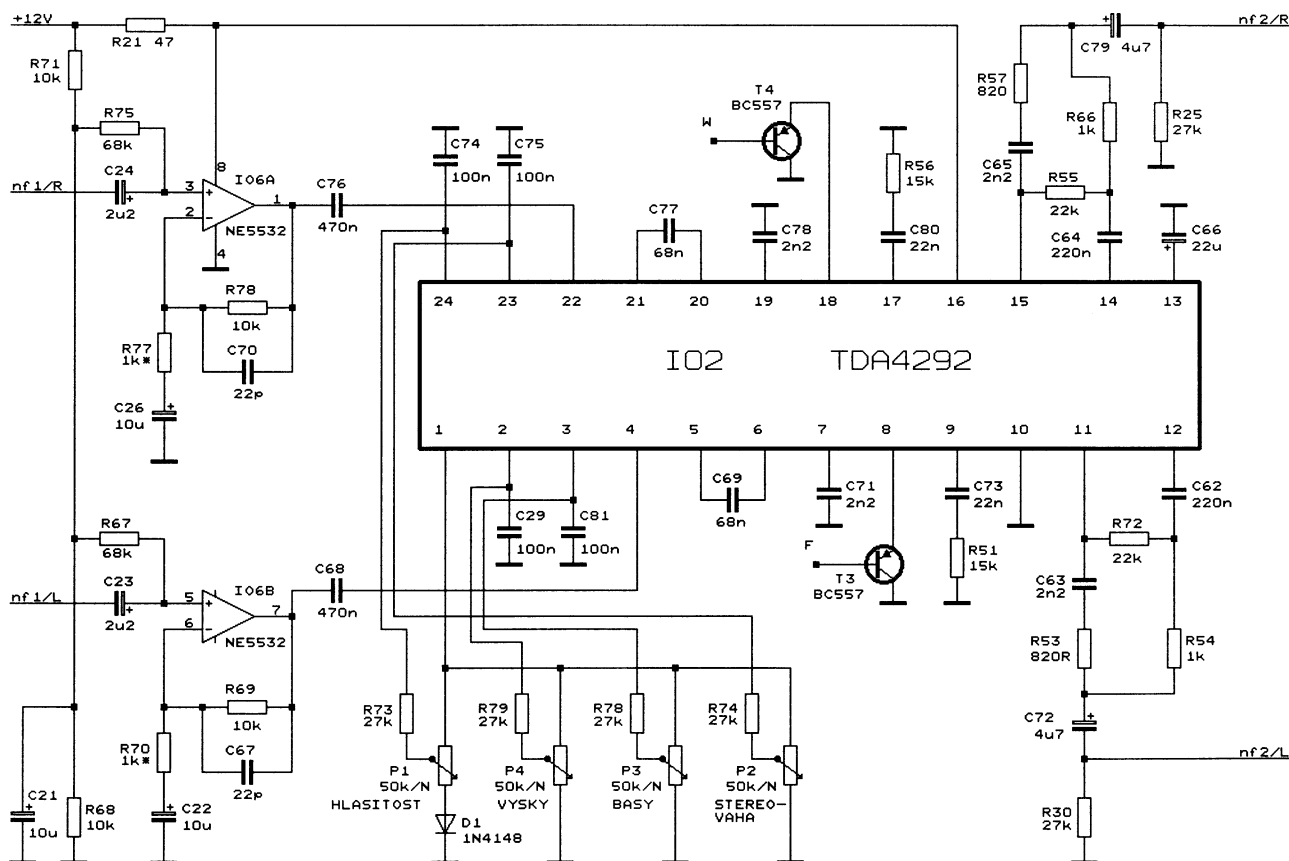 +12V
R21 47
R71
10k
R75
68k
C24
2u2
nf1/R
3
2
8
4
1
IO6A
NE5532
R78
10k
C70
22p
R77
1k*
C26
10u
C76
470n
C74
100n
C75
100n
T4
BC557
W
C77
68n
C78
2n2
R56
15k
C80
22n
R57
820
C65
2n2
C79 4u7
nf2/R
R66
1k
R25
27k
R55
22k
C64
220n
C66
22u
24 23 22 21 20 19 18 17 16 15 14 13
IO2 TDA4292
1 2 3 4 5 6 7 8 9 10 11 12
C29
100n
C81
100n
C69
68n
C71
2n2
F
T3
BC557
C73
22n
R51
15k
C62
220n
R72
22k
C63
2n2
R53
820R
R54
1k
C72
4u7
nf2/L
R30
27k
R67
68k
C23
2u2
nf1/L
5
6
7
IO6B
NE5532
C68
470n
R69
10k
C67
22p
R70
1k*
C22
10u
C21
10u
R68
10k
R73
27k
R79
27k
R78
27k
R74
27k
P1
50k/N
HLASITOST
P4
50k/N
VYSKY
P3
50k/N
BASY
P2
50k/N
STEREO-
VAHA
D1
1N4148